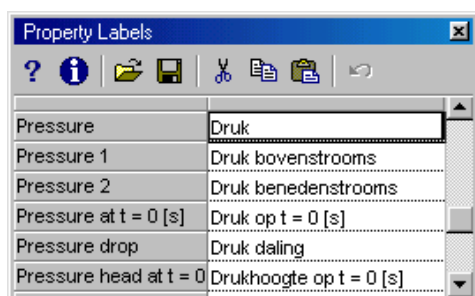 Property Labels
Pressure Druk
Pressure 1 Druk bovenstrooms
Pressure 2 Druk benedenstrooms
Pressure at t = 0 [s] Druk op t = 0 [s]
Pressure drop Druk daling
Pressure head at t = 0 Drukhoogte op t = 0 [s]